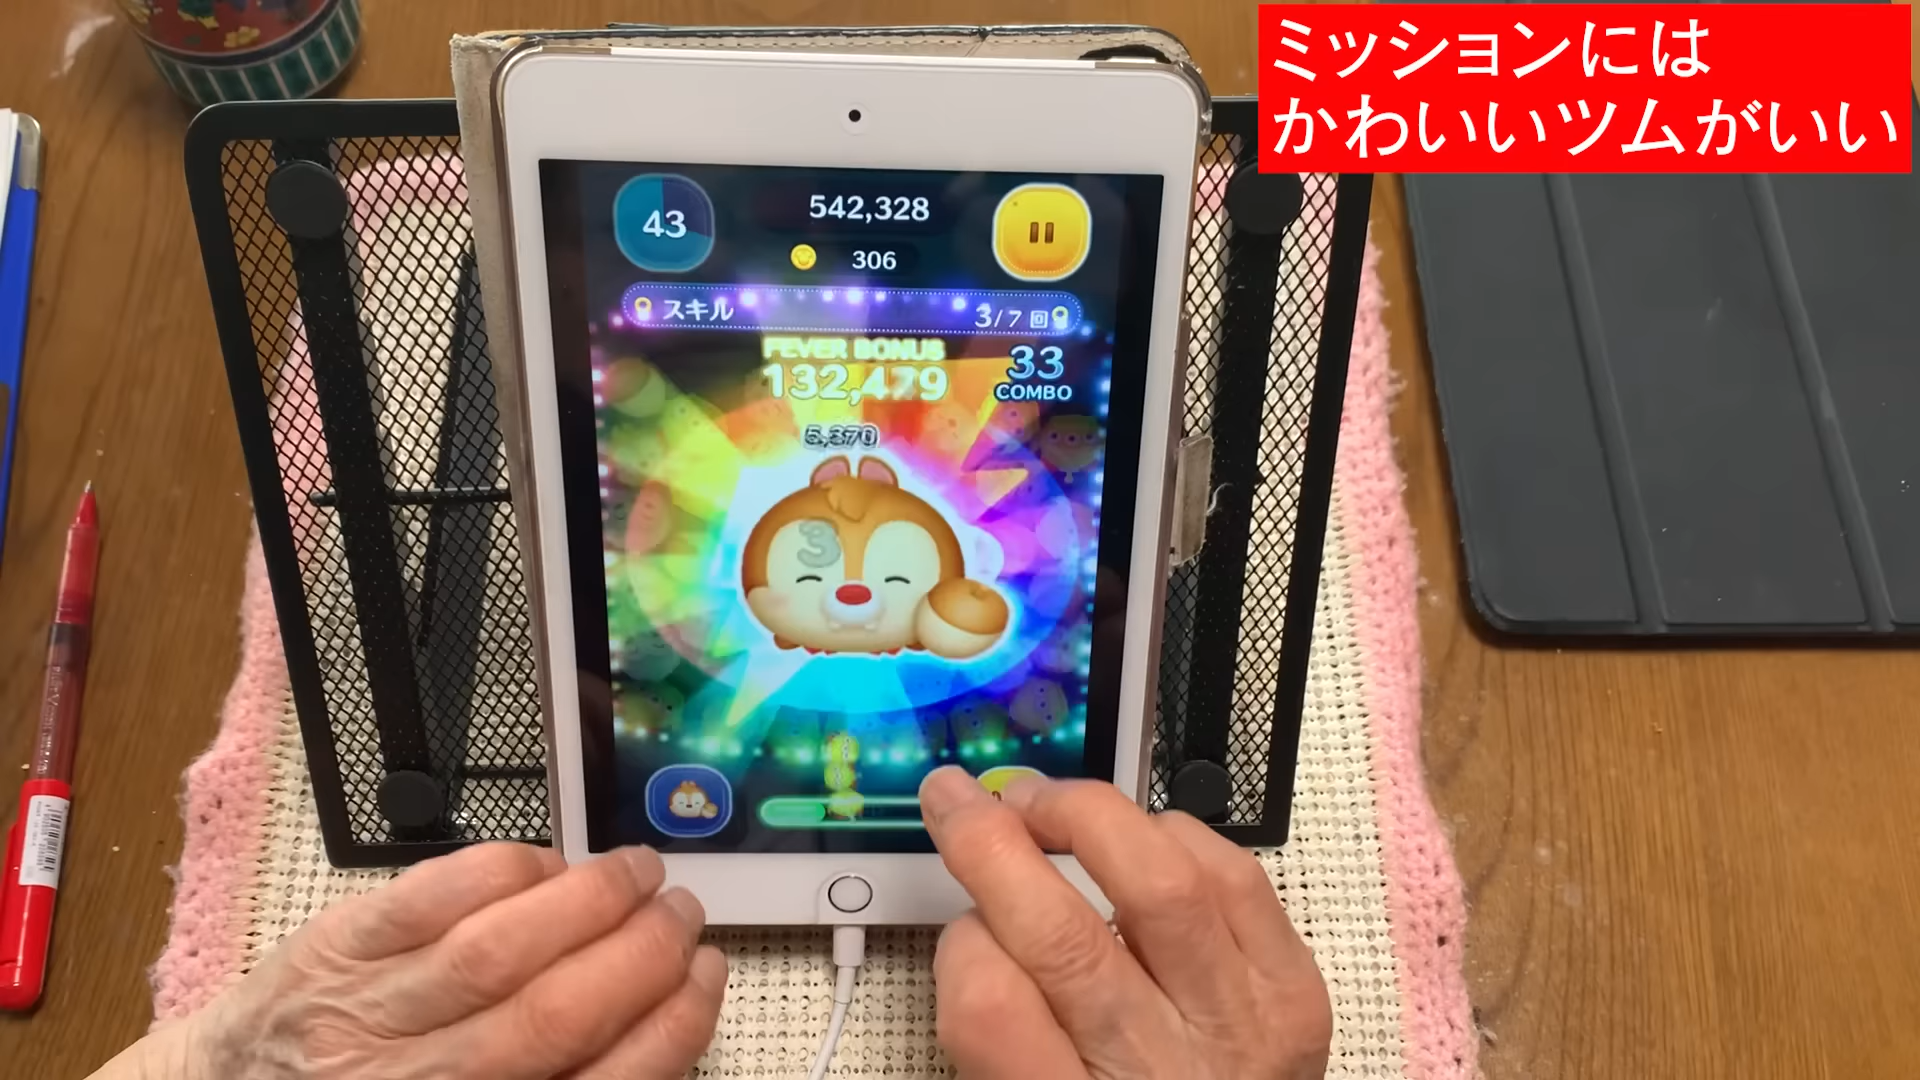 ミッションには
かわいいツムがいい
43
542,328
306
スキル
3/7回
FEVER BONUS
132,479
33
COMBO
5,370
3